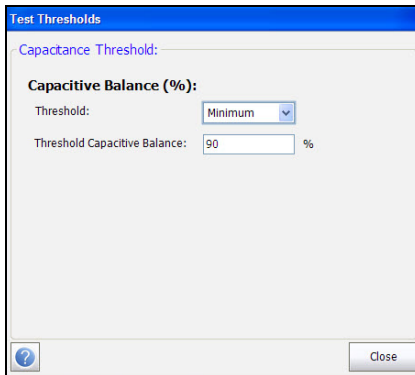 Test Thresholds
Capacitance Threshold:
Capacitive Balance (%):
Threshold: Minimum
Threshold Capacitive Balance: 90 %
?
Close